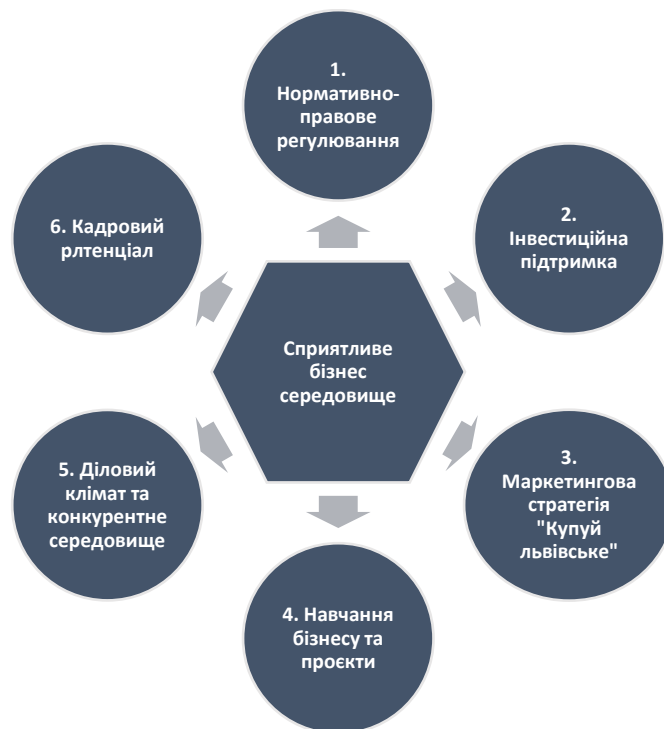 1.
Нормативно-
правове
регулювання
2.
Інвестиційна
підтримка
3.
Маркетингова
стратегія
"Купуй
львівське"
4. Навчання
бізнесу та
проєкти
5. Діловий
клімат та
конкурентне
середовище
6. Кадровий
рлтенціал
Сприятливе
бізнес
середовище